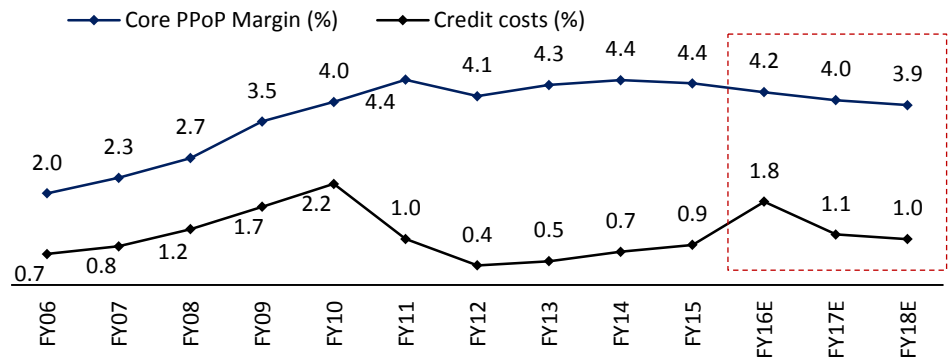 Core PPoP Margin (%) Credit costs (%)
2.0 2.3 2.7 3.5 4.0 4.4 4.1 4.3 4.4 4.4 4.2 4.0 3.9
0.7 0.8 1.2 1.7 2.2 1.0 0.4 0.5 0.7 0.9 1.8 1.1 1.0
FY06 FY07 FY08 FY09 FY10 FY11 FY12 FY13 FY14 FY15 FY16E FY17E FY18E